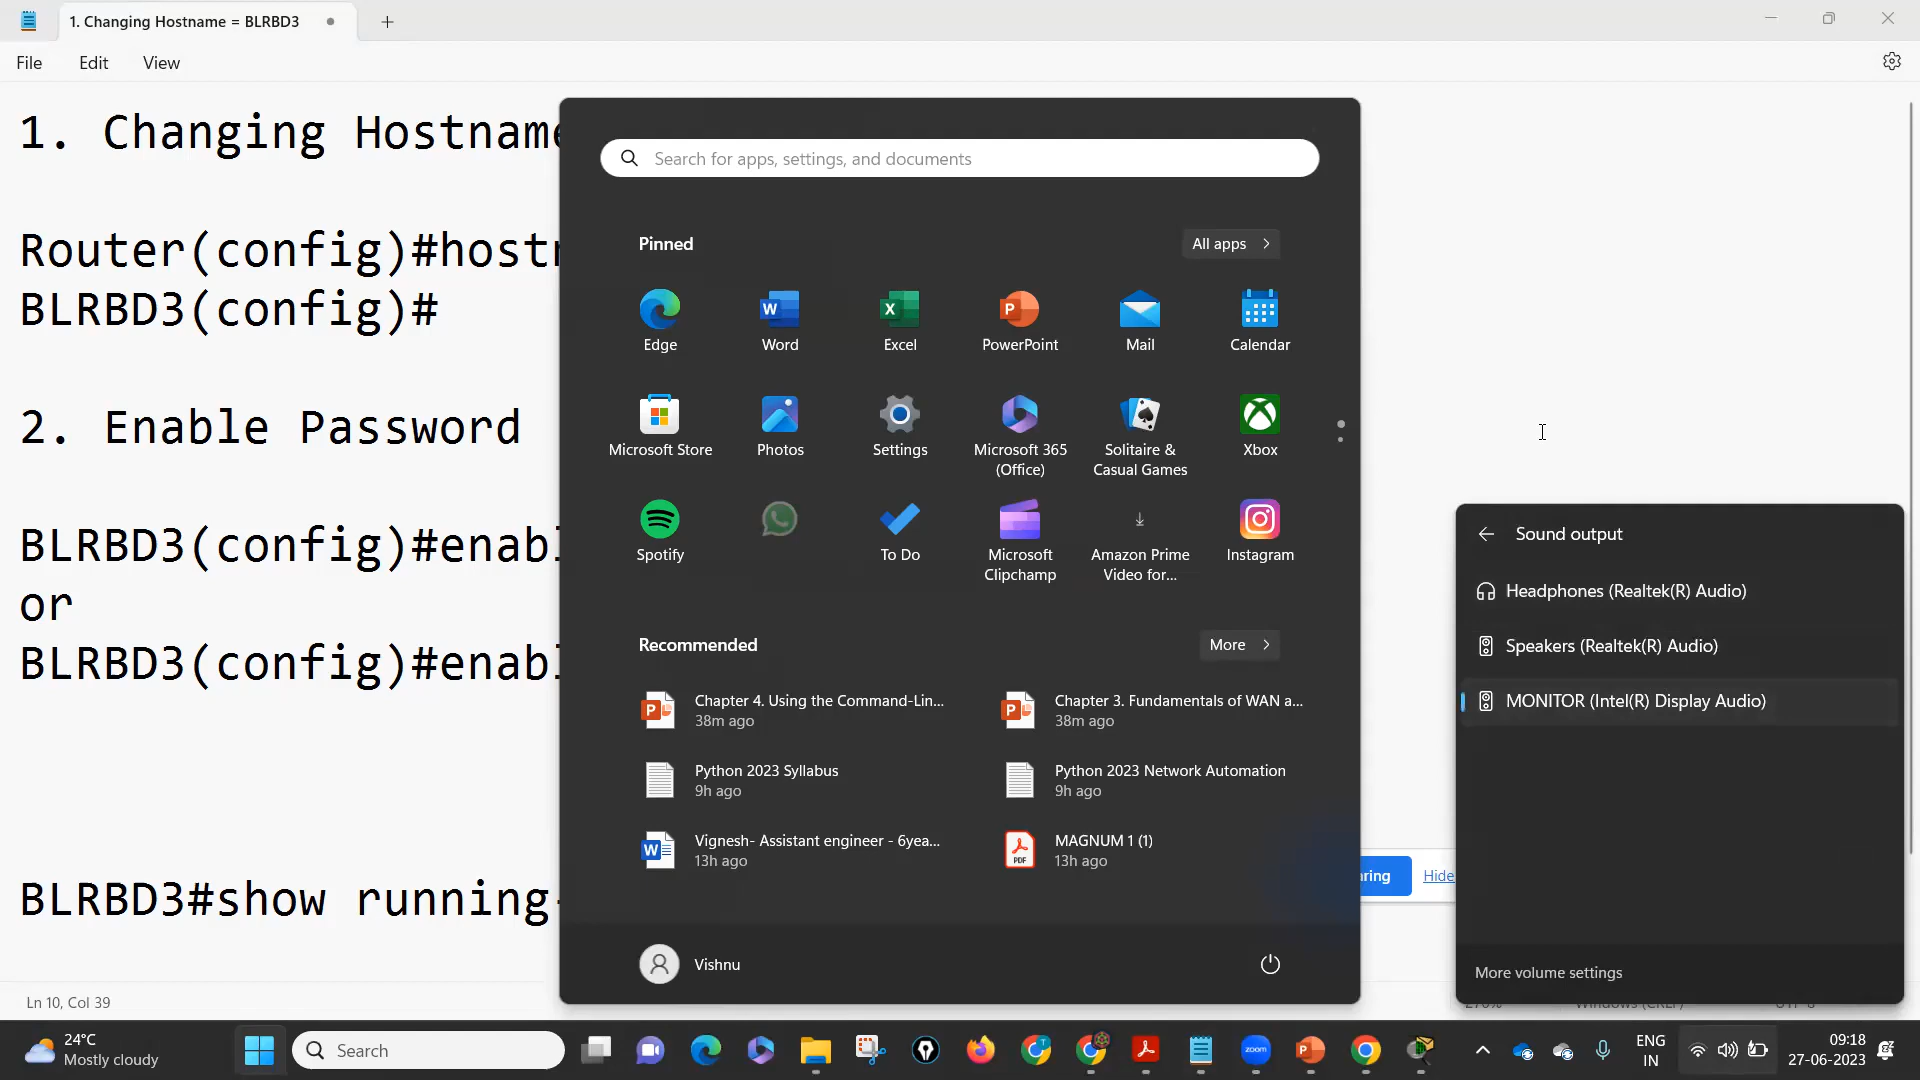 1. Changing Hostname = BLRBD3
File
Edit
View
1. Changing Hostname
Router(config)#host
BLRBD3(config)#
2. Enable Password
BLRBD3(config)#enab
or
BLRBD3(config)#enab
BLRBD3#show running
Ln 10, Col 39
Search for apps, settings, and documents
Pinned
All apps
Edge
Word
Excel
PowerPoint
Mail
Calendar
Microsoft Store
Photos
Settings
Microsoft 365
(Office)
Solitaire &
Casual Games
Xbox
Spotify
To Do
Microsoft
Clipchamp
Amazon Prime
Video for...
Instagram
Recommended
More
Chapter 4. Using the Command-Lin...
38m ago
Chapter 3. Fundamentals of WAN a...
38m ago
Python 2023 Syllabus
9h ago
Python 2023 Network Automation
9h ago
Vignesh- Assistant engineer - 6yea...
13h ago
MAGNUM 1 (1)
13h ago
Vishnu
aring
Hide
Sound output
Headphones (Realtek(R) Audio)
Speakers (Realtek(R) Audio)
MONITOR (Intel(R) Display Audio)
More volume settings
24°C
Mostly cloudy
Search
zoom
ENG
IN
09:18
27-06-2023